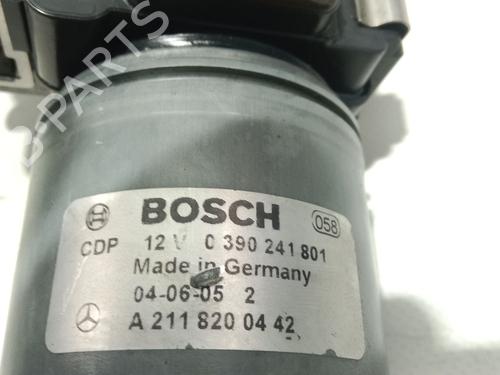 BOSCH
058
CDP 12 V 0 390 241 801
Made in Germany
04-06-05 2
A 211 820 04 42
B-PARTS